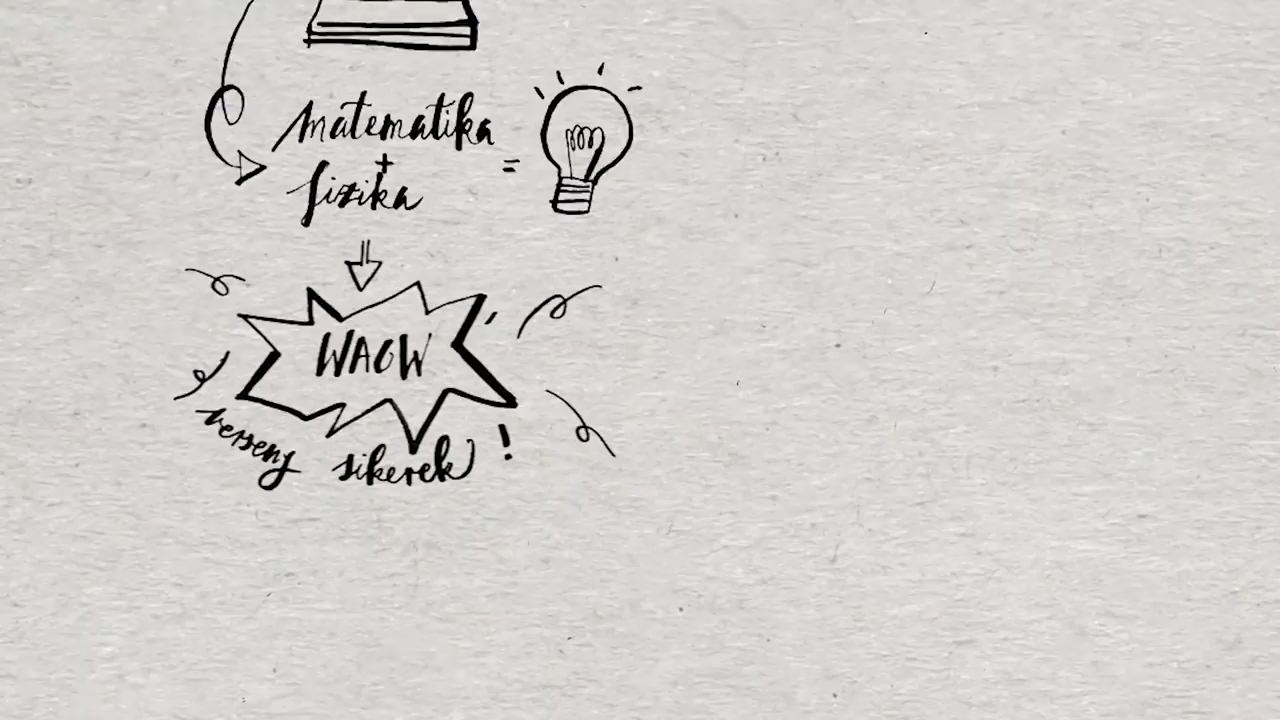 matematika
+
fizika
=
WAOW
verseny sikerek !